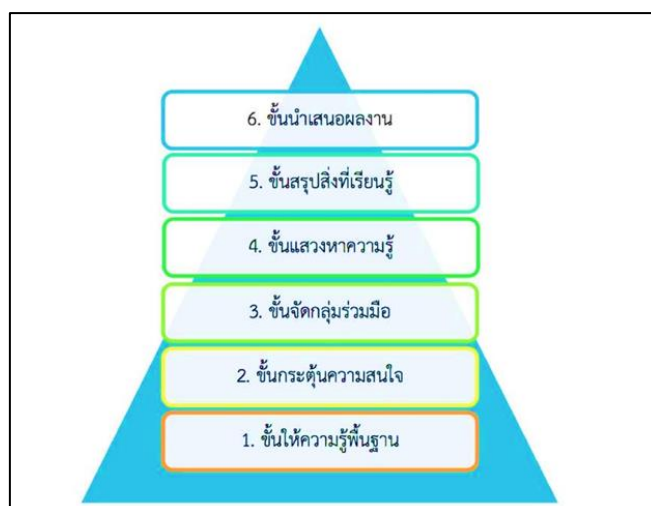 6. ขั้นนำเสนอผลงาน
5. ขั้นสรุปสิ่งที่เรียนรู้
4. ขั้นแสวงหาความรู้
3. ขั้นจัดกลุ่มร่วมมือ
2. ขั้นกระตุ้นความสนใจ
1. ขั้นให้ความรู้พื้นฐาน